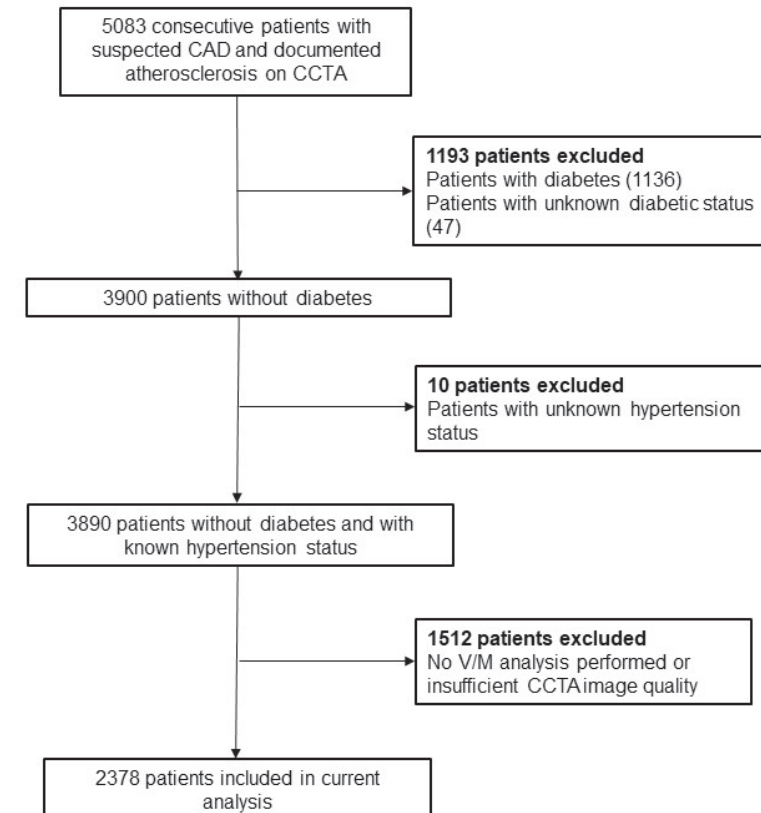 5083 consecutive patients with
suspected CAD and documented
atherosclerosis on CCTA
1193 patients excluded
Patients with diabetes (1136)
Patients with unknown diabetic status
(47)
3900 patients without diabetes
10 patients excluded
Patients with unknown hypertension
status
3890 patients without diabetes and with
known hypertension status
1512 patients excluded
No V/M analysis performed or
insufficient CCTA image quality
2378 patients included in current
analysis